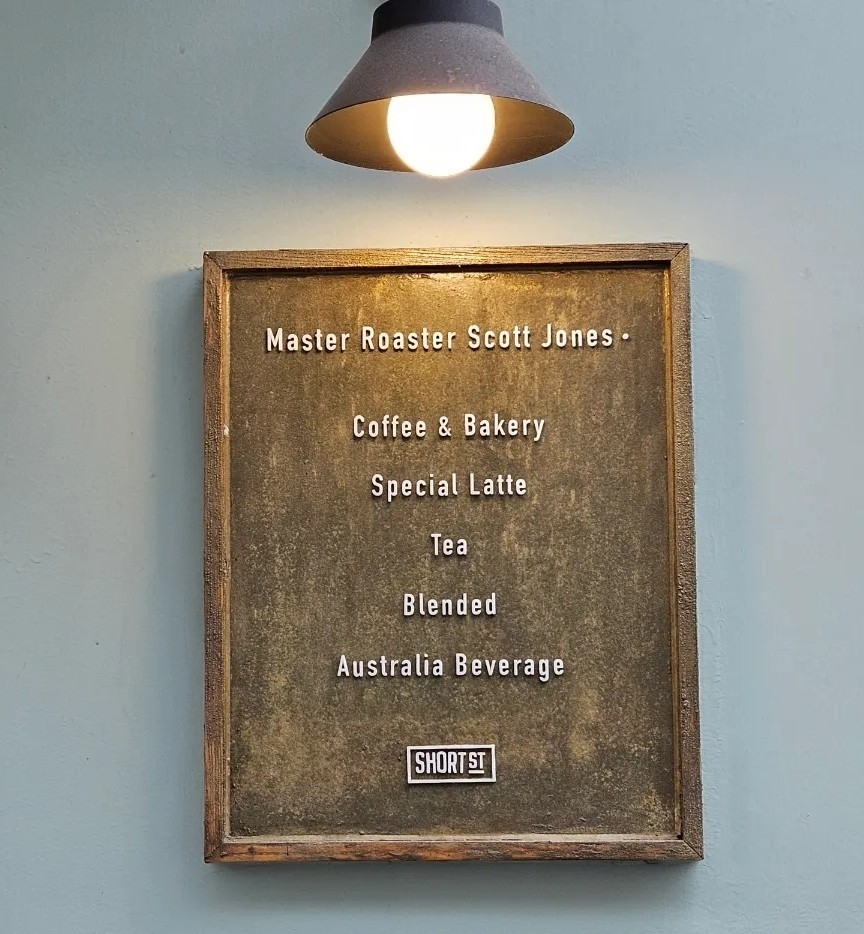 Master Roaster Scott Jones •
Coffee & Bakery
Special Latte
Tea
Blended
Australia Beverage
SHORT ST